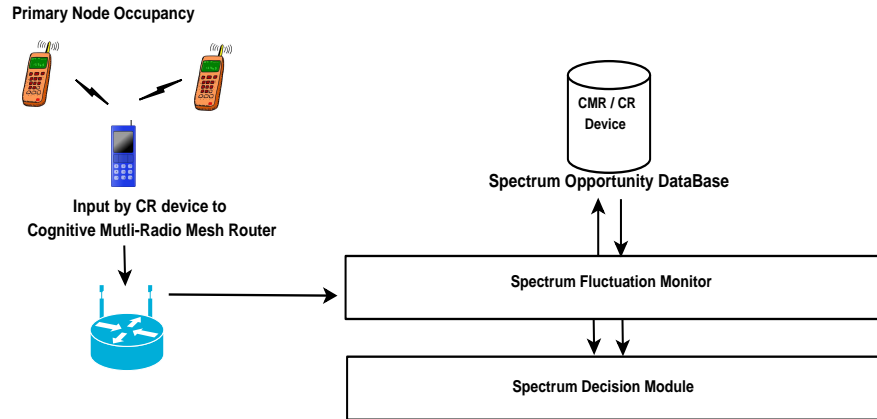 Primary Node Occupancy
CMR / CR
Device
Spectrum Opportunity DataBase
Input by CR device to
Cognitive Mutli-Radio Mesh Router
Spectrum Fluctuation Monitor
Spectrum Decision Module